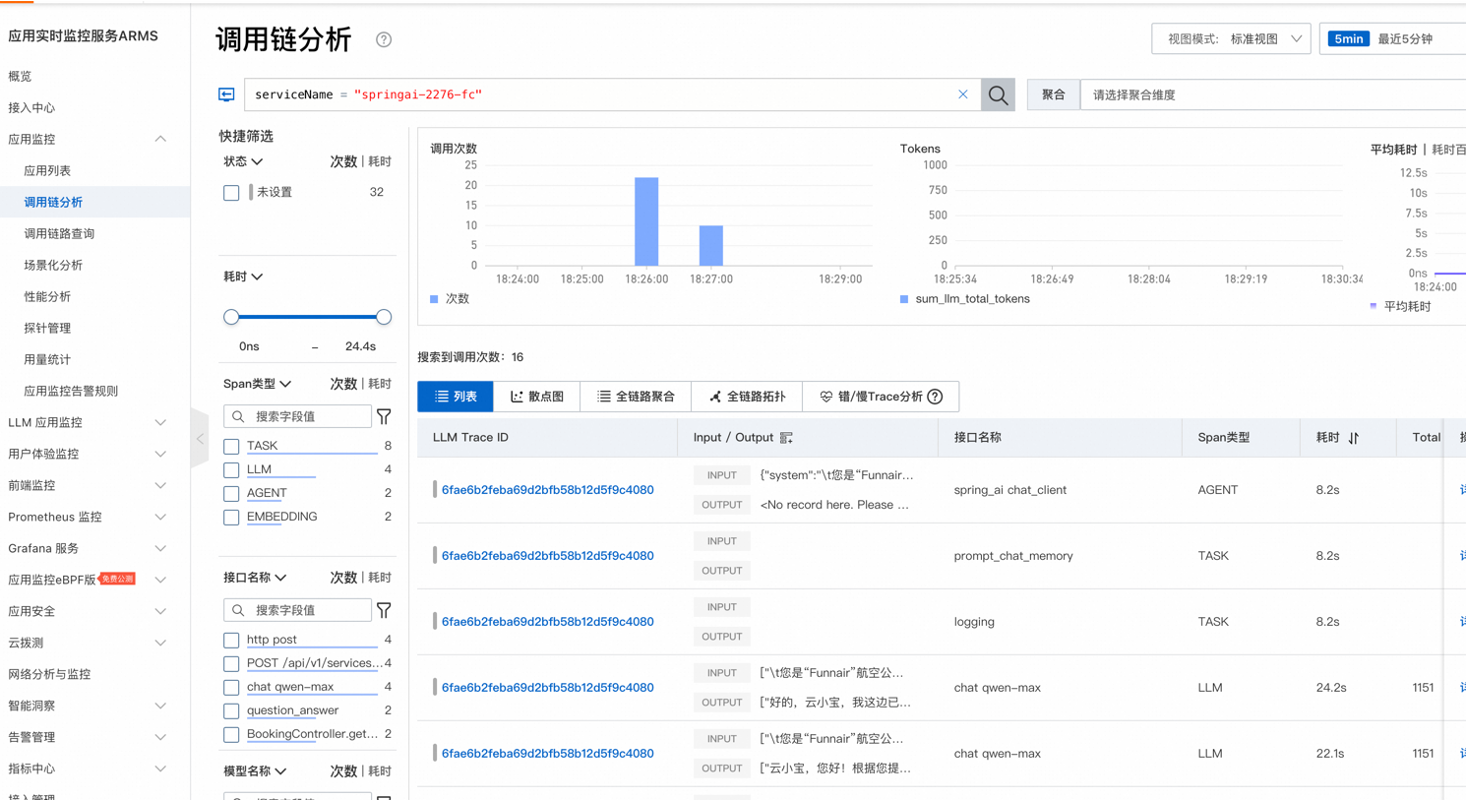 应用实时监控服务ARMS
概览
接入中心
应用监控
应用列表
调用链分析
调用链路查询
场景化分析
性能分析
探针管理
用量统计
应用监控告警规则
LLM 应用监控
用户体验监控
前端监控
Prometheus 监控
Grafana 服务
应用监控eBPF版 免费公测
应用安全
云拨测
网络分析与监控
智能洞察
告警管理
指标中心
接入管理
调用链分析
视图模式: 标准视图
5min 最近5分钟
serviceName = "springai-2276-fc"
聚合 请选择聚合维度
快捷筛选
状态 次数 | 耗时
未设置 32
耗时
0ns – 24.4s
Span类型 次数 | 耗时
搜索字段值
TASK 8
LLM 4
AGENT 2
EMBEDDING 2
接口名称 次数 | 耗时
搜索字段值
http post 4
POST /api/v1/services... 4
chat qwen-max 4
question_answer 2
BookingController.get... 2
模型名称 次数 | 耗时
搜索字段值
调用次数
25
20
15
10
5
0
18:24:00 18:25:00 18:26:00 18:27:00 18:29:00
次数
Tokens
1000
750
500
250
0
18:25:34 18:26:49 18:28:04 18:29:19 18:30:34
sum_llm_total_tokens
平均耗时 | 耗时百
12.5s
10s
7.5s
5s
2.5s
0ns
18:24:00
平均耗时
搜索到调用次数: 16
列表 散点图 全链路聚合 全链路拓扑 错/慢Trace分析
LLM Trace ID Input / Output 接口名称 Span类型 耗时 Total
6fae6b2feba69d2bfb58b12d5f9c4080 INPUT {"system":"\t您是“Funnair... spring_ai chat_client AGENT 8.2s
OUTPUT <No record here. Please ...
6fae6b2feba69d2bfb58b12d5f9c4080 INPUT prompt_chat_memory TASK 8.2s
OUTPUT
6fae6b2feba69d2bfb58b12d5f9c4080 INPUT logging TASK 8.2s
OUTPUT
6fae6b2feba69d2bfb58b12d5f9c4080 INPUT ["\t您是“Funnair”航空公... chat qwen-max LLM 24.2s 1151
OUTPUT ["好的，云小宝，我这边已...
6fae6b2feba69d2bfb58b12d5f9c4080 INPUT ["\t您是“Funnair”航空公... chat qwen-max LLM 22.1s 1151
OUTPUT ["云小宝，您好！根据您提...